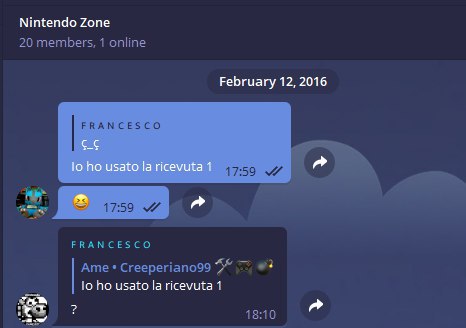 Nintendo Zone
20 members, 1 online
February 12, 2016
FRANCESCO
ç_ç
Io ho usato la ricevuta 1 17:59
😆 17:59
FRANCESCO
Ame • Creeperiano99 🛠🎮💣
Io ho usato la ricevuta 1
? 18:10